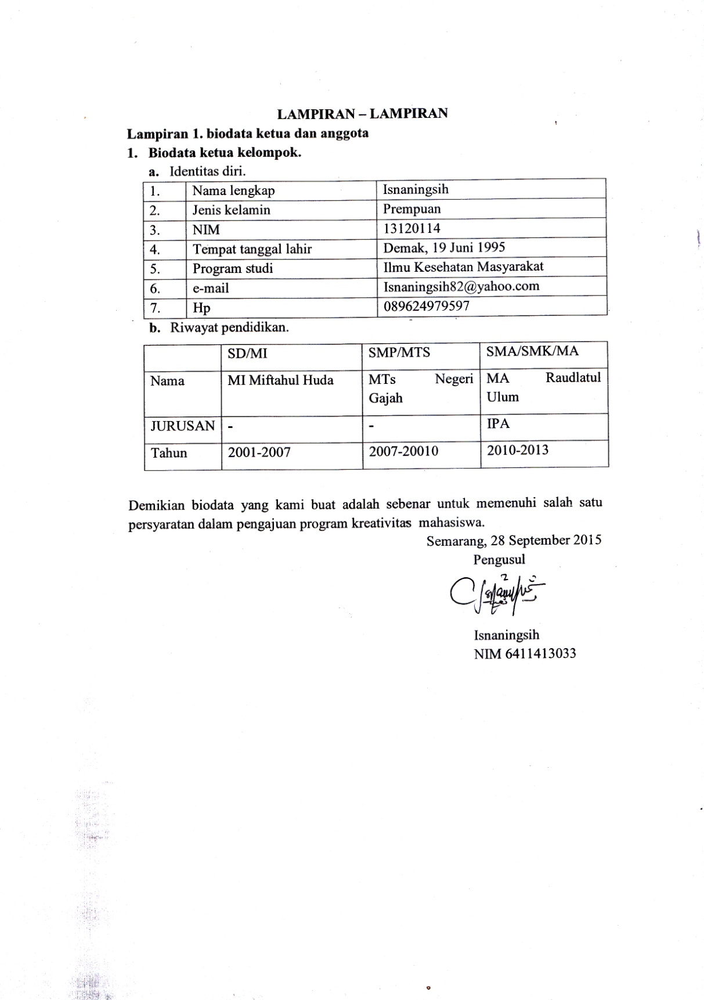 LAMPIRAN – LAMPIRAN
Lampiran 1. biodata ketua dan anggota
1. Biodata ketua kelompok.
a. Identitas diri.
1. Nama lengkap Isnaningsih
2. Jenis kelamin Prempuan
3. NIM 13120114
4. Tempat tanggal lahir Demak, 19 Juni 1995
5. Program studi Ilmu Kesehatan Masyarakat
6. e-mail Isnaningsih82@yahoo.com
7. Hp 089624979597
b. Riwayat pendidikan.
SD/MI SMP/MTS SMA/SMK/MA
Nama MI Miftahul Huda MTs Negeri MA Raudlatul
Gajah Ulum
JURUSAN - - IPA
Tahun 2001-2007 2007-20010 2010-2013
Demikian biodata yang kami buat adalah sebenar untuk memenuhi salah satu
persyaratan dalam pengajuan program kreativitas mahasiswa.
Semarang, 28 September 2015
Pengusul
Isnaningsih
NIM 6411413033